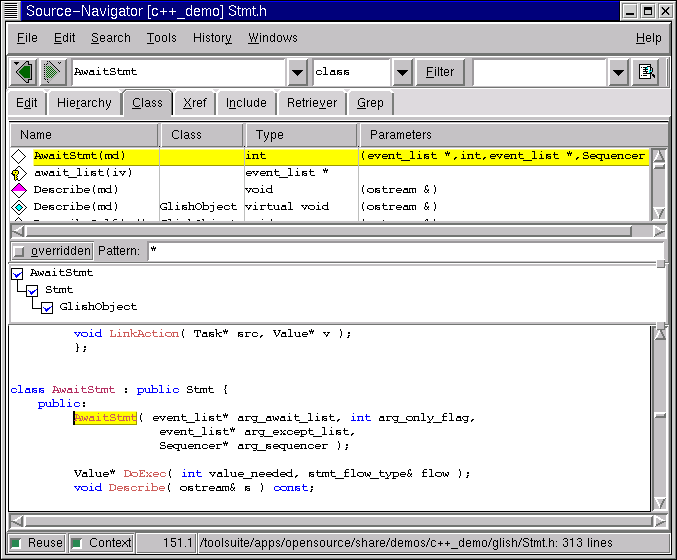 Source-Navigator [c++_demo] Stmt.h
File Edit Search Tools History Windows Help
AwaitStmt class Filter
Edit Hierarchy Class Xref Include Retriever Grep
Name Class Type Parameters
AwaitStmt(md) int (event_list *,int,event_list *,Sequencer
await_list(iv) event_list *
Describe(md) void (ostream &)
Describe(md) GlishObject virtual void (ostream &)
overridden Pattern: *
AwaitStmt
Stmt
GlishObject
void LinkAction( Task* src, Value* v );
};
class AwaitStmt : public Stmt {
public:
AwaitStmt( event_list* arg_await_list, int arg_only_flag,
event_list* arg_except_list,
Sequencer* arg_sequencer );
Value* DoExec( int value_needed, stmt_flow_type& flow );
void Describe( ostream& s ) const;
Reuse Context 151.1 /toolsuite/apps/opensource/share/demos/c++_demo/glish/Stmt.h: 313 lines